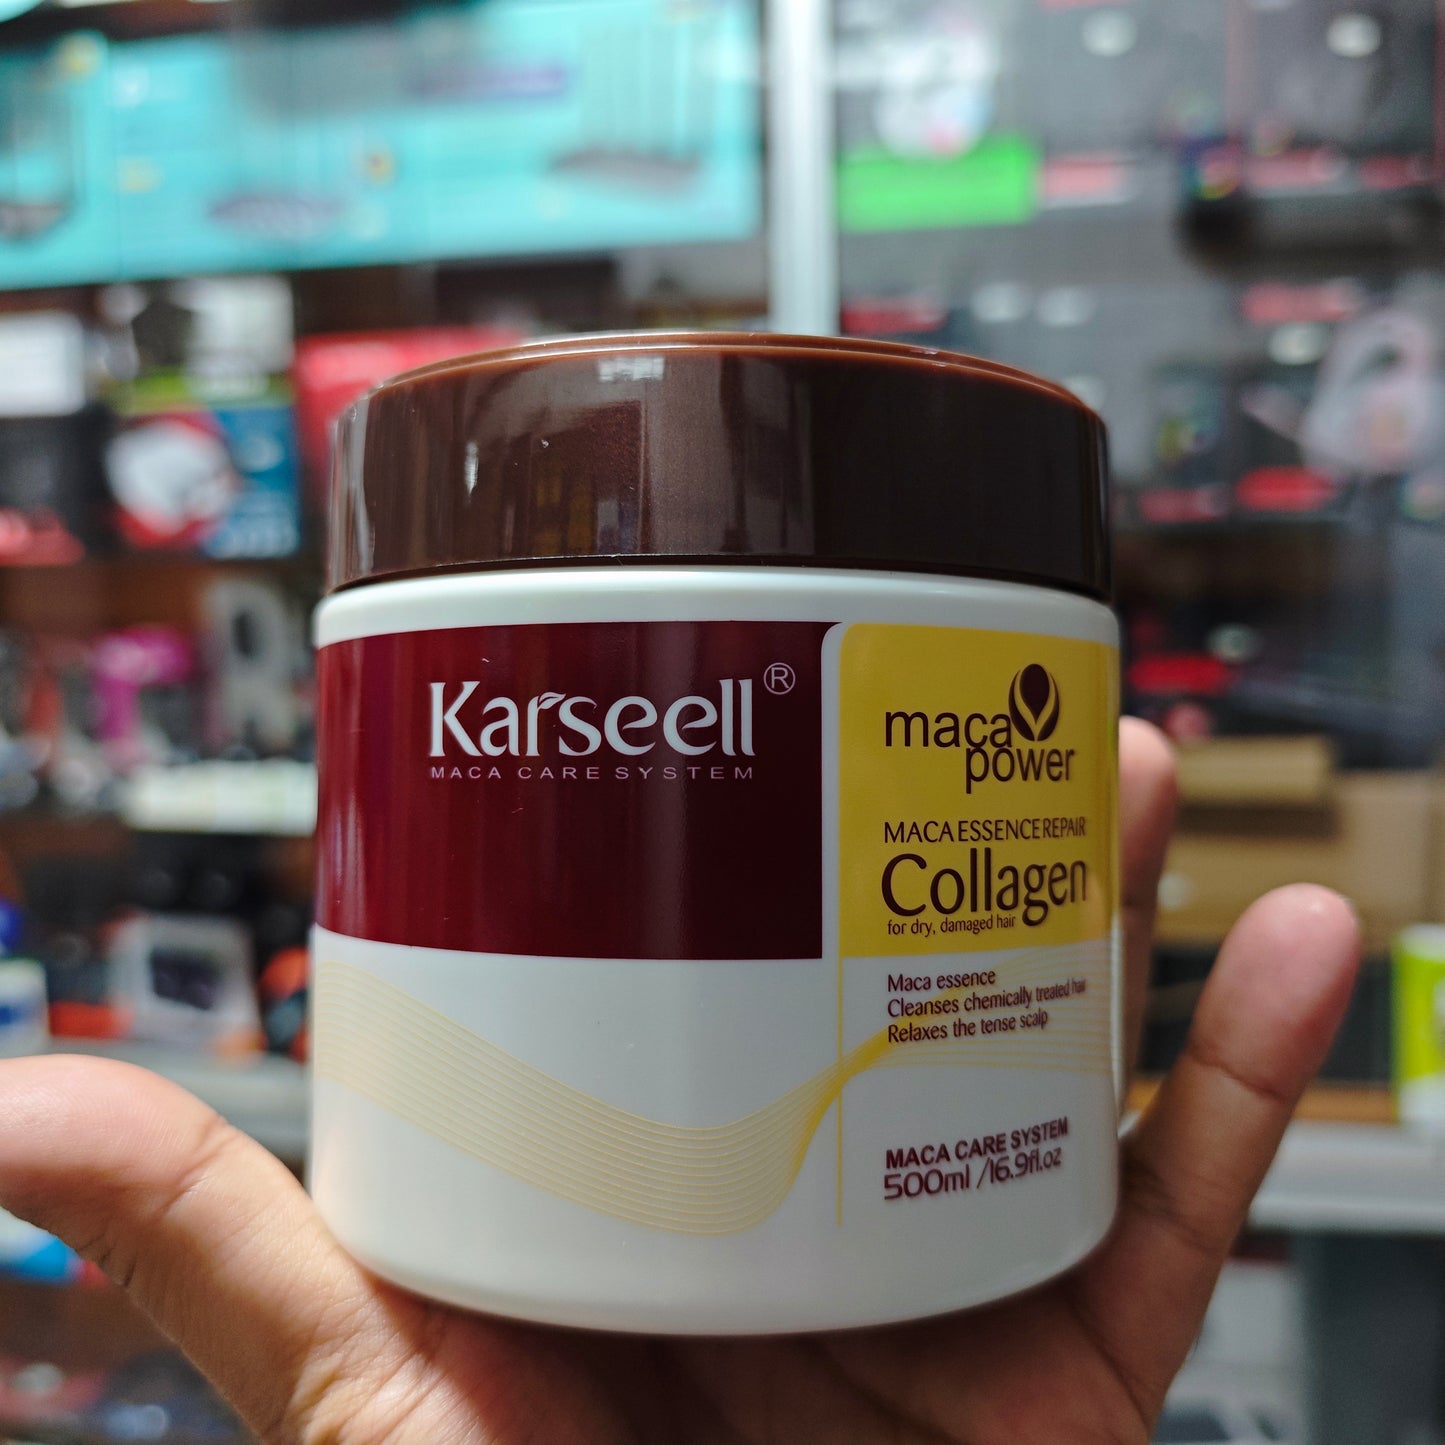 Karseell®
MACA CARE SYSTEM
maca
power
MACA ESSENCE REPAIR
Collagen
for dry, damaged hair
Maca essence
Cleanses chemically treated hair
Relaxes the tense scalp
MACA CARE SYSTEM
500ml /16.9fl.oz